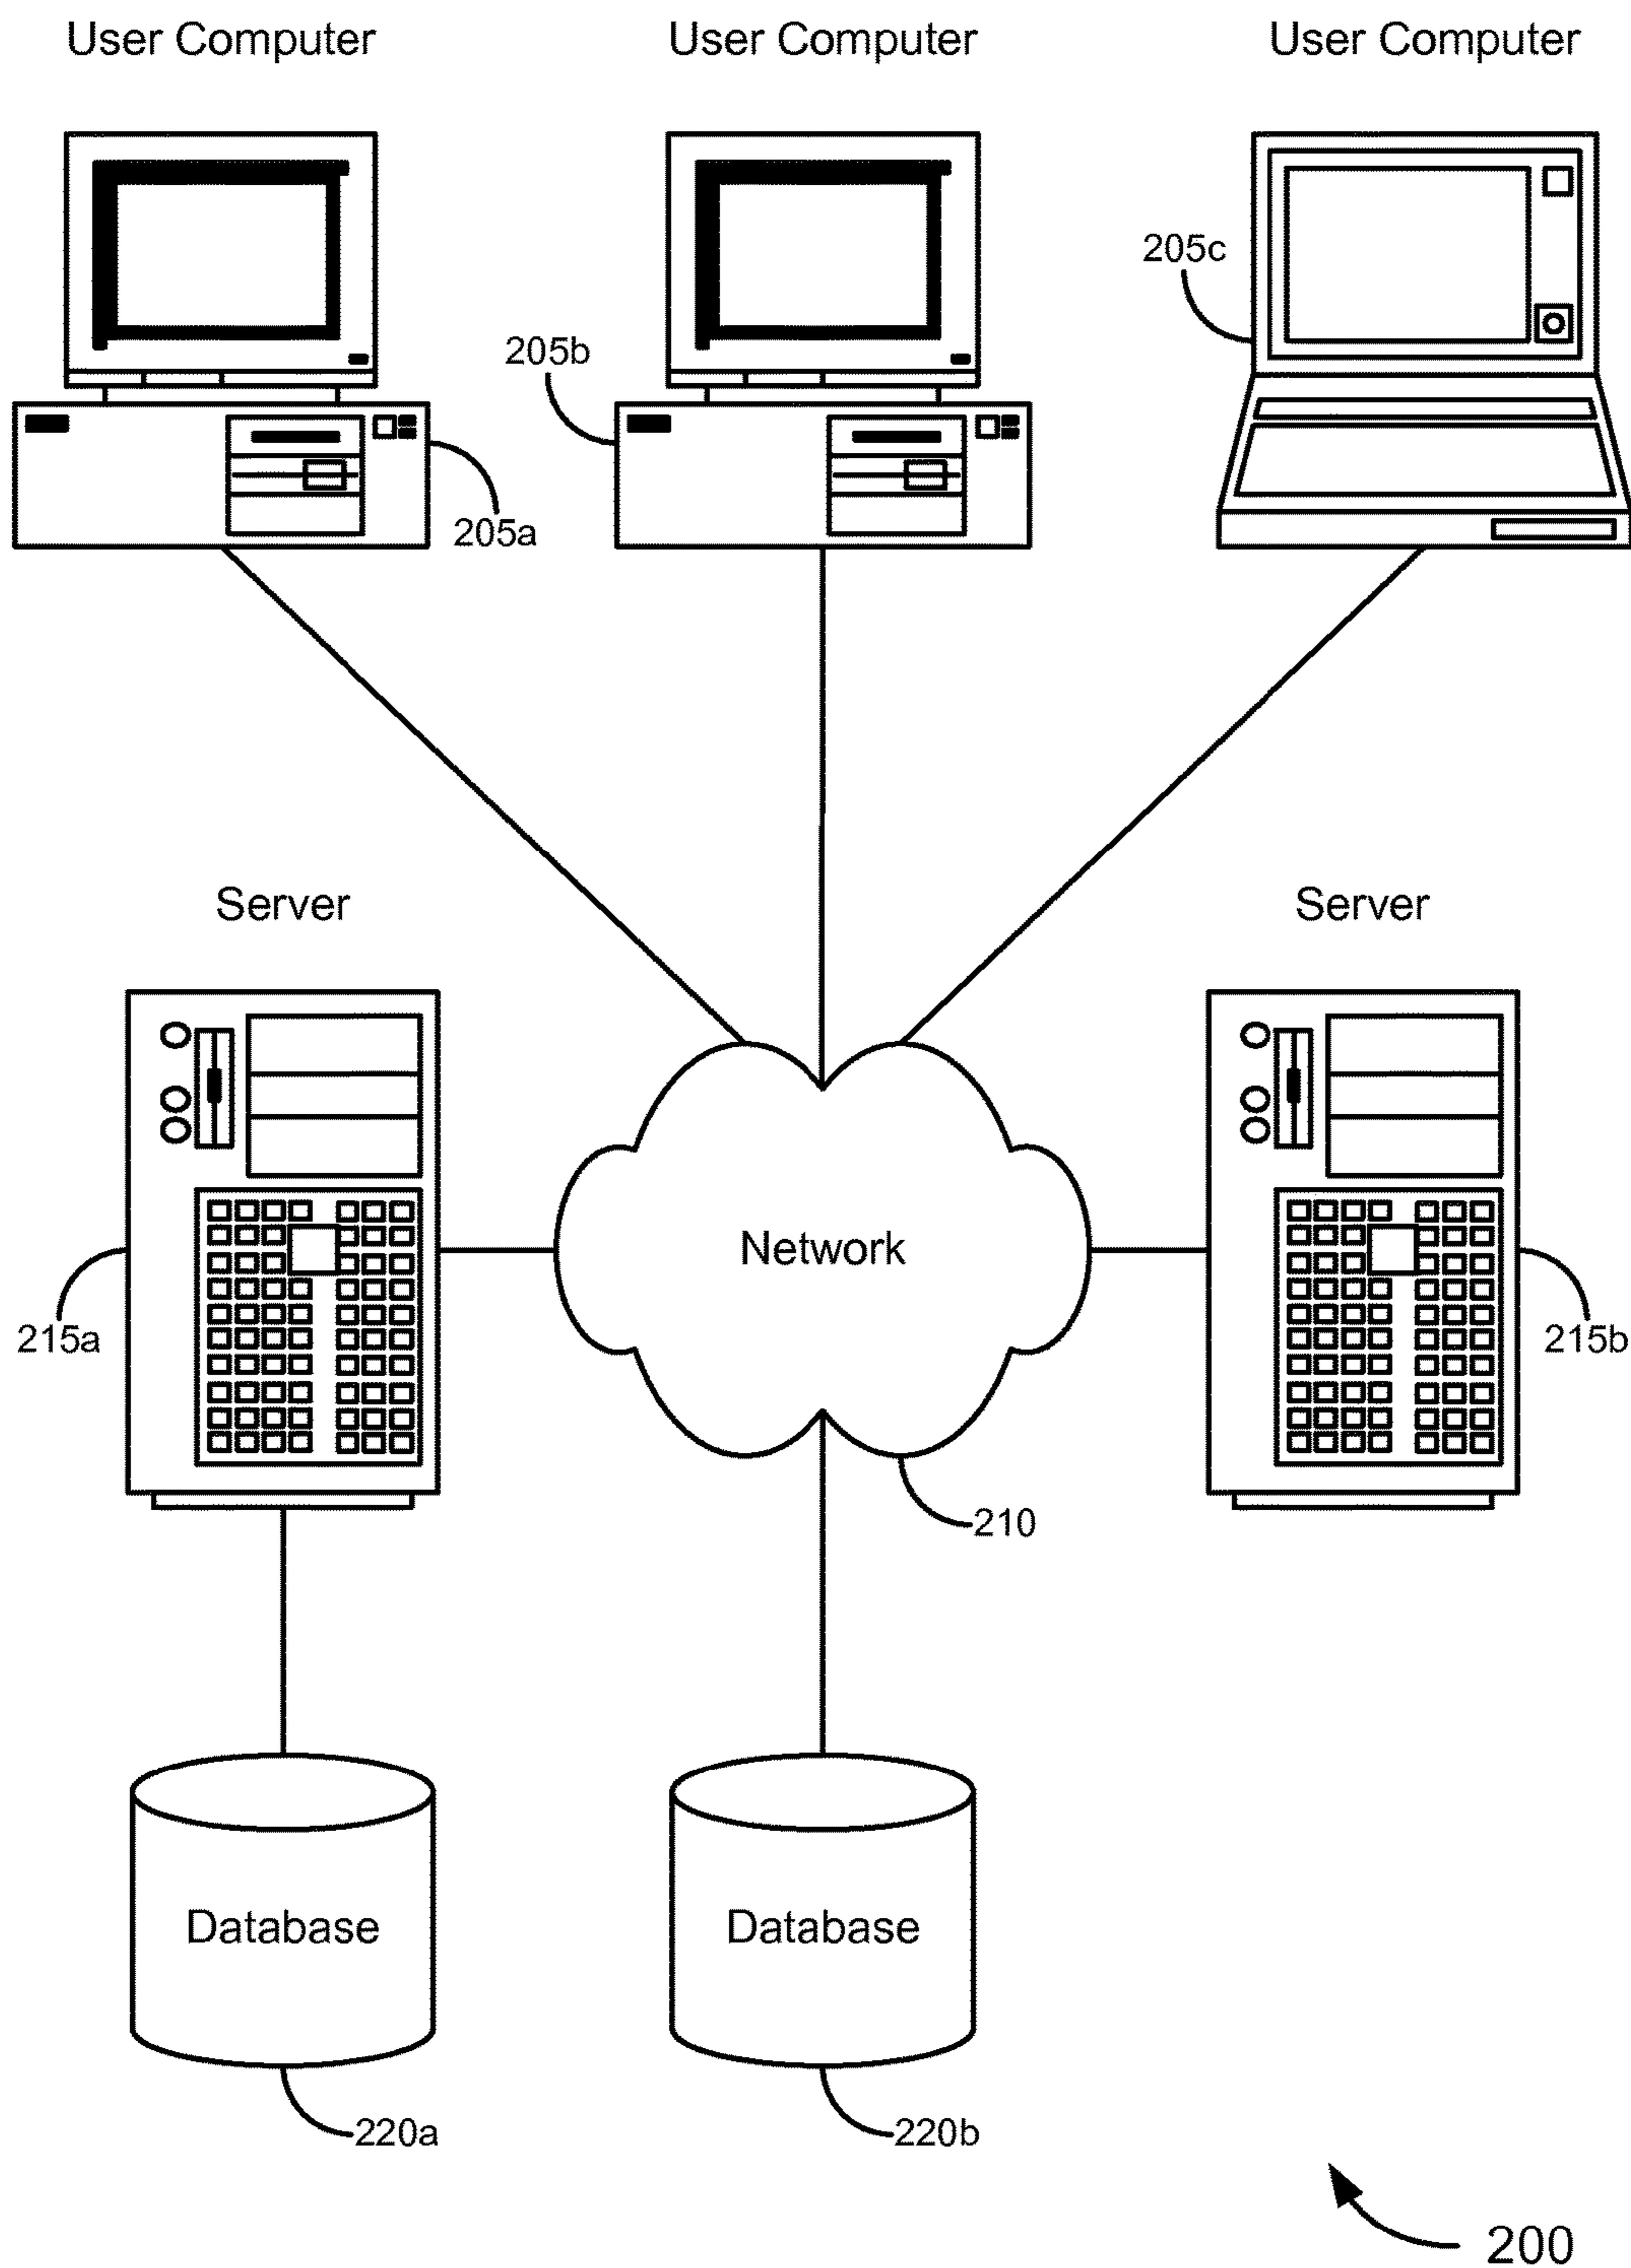 User Computer
User Computer
User Computer
205c
205b
205a
Server
Server
Network
215a
215b
210
Database
Database
220a
220b
200